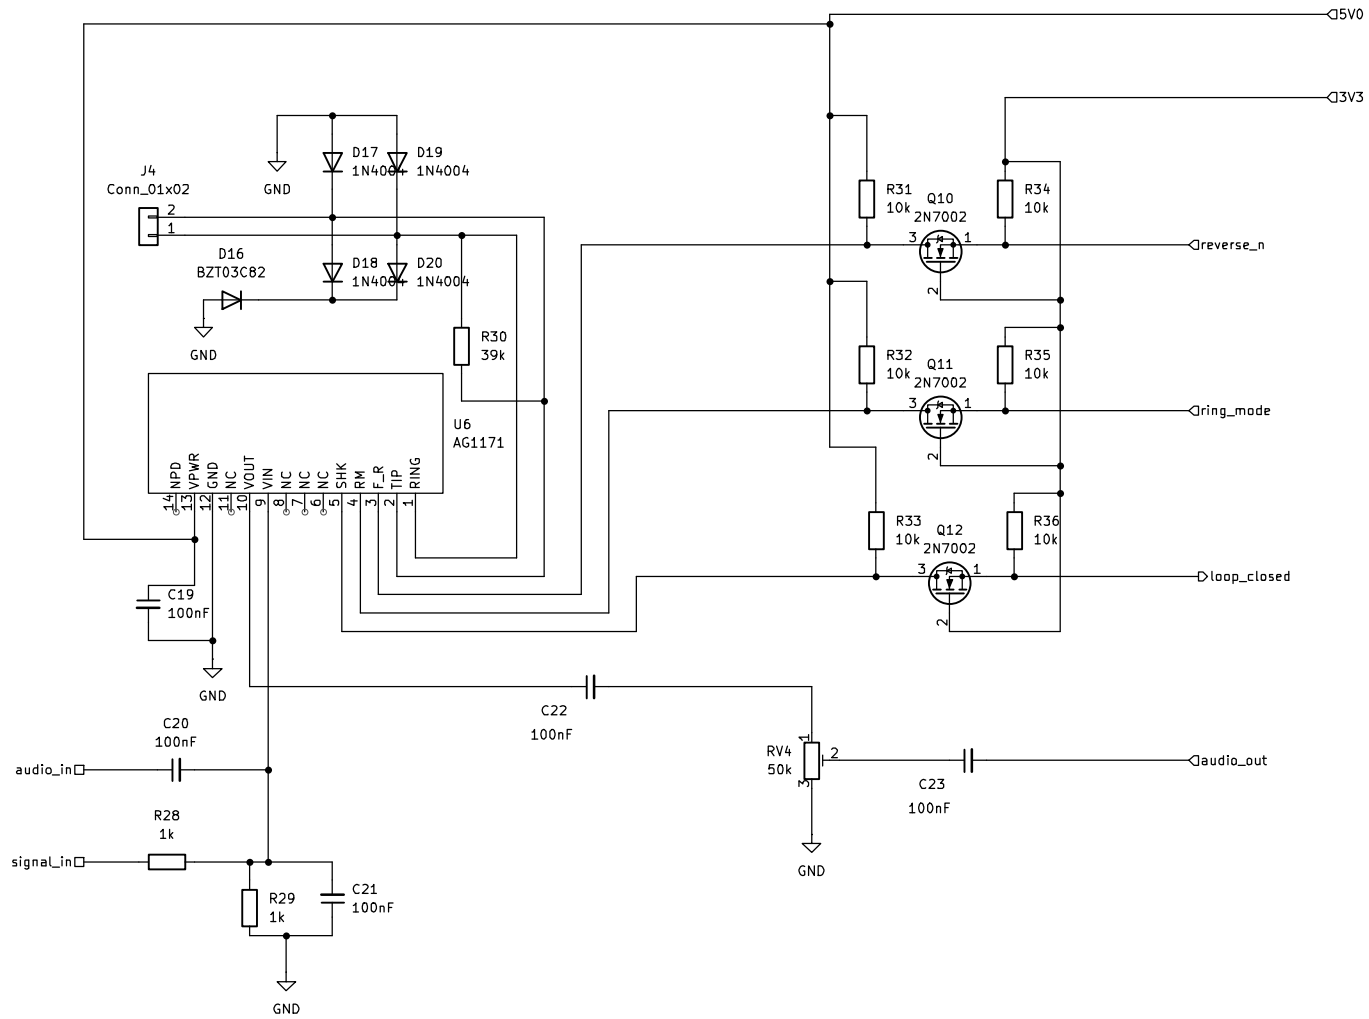 5V0
3V3
J4
Conn_01x02
2
1
GND
D17
1N4004
D19
1N4004
D16
BZT03C82
GND
D18
1N4004
D20
1N4004
R30
39k
R31
10k
Q10
2N7002
3
1
2
R34
10k
reverse_n
R32
10k
Q11
2N7002
3
1
2
R35
10k
ring_mode
U6
AG1171
NPD
VPWR
GND
NC
VOUT
VIN
NC
NC
NC
SHK
RM
F_R
TIP
RING
14
13
12
11
10
9
8
7
6
5
4
3
2
1
R33
10k
Q12
2N7002
3
1
2
R36
10k
loop_closed
C19
100nF
GND
C22
100nF
C20
100nF
audio_in
RV4
50k
1
2
3
C23
100nF
audio_out
GND
R28
1k
signal_in
R29
1k
C21
100nF
GND